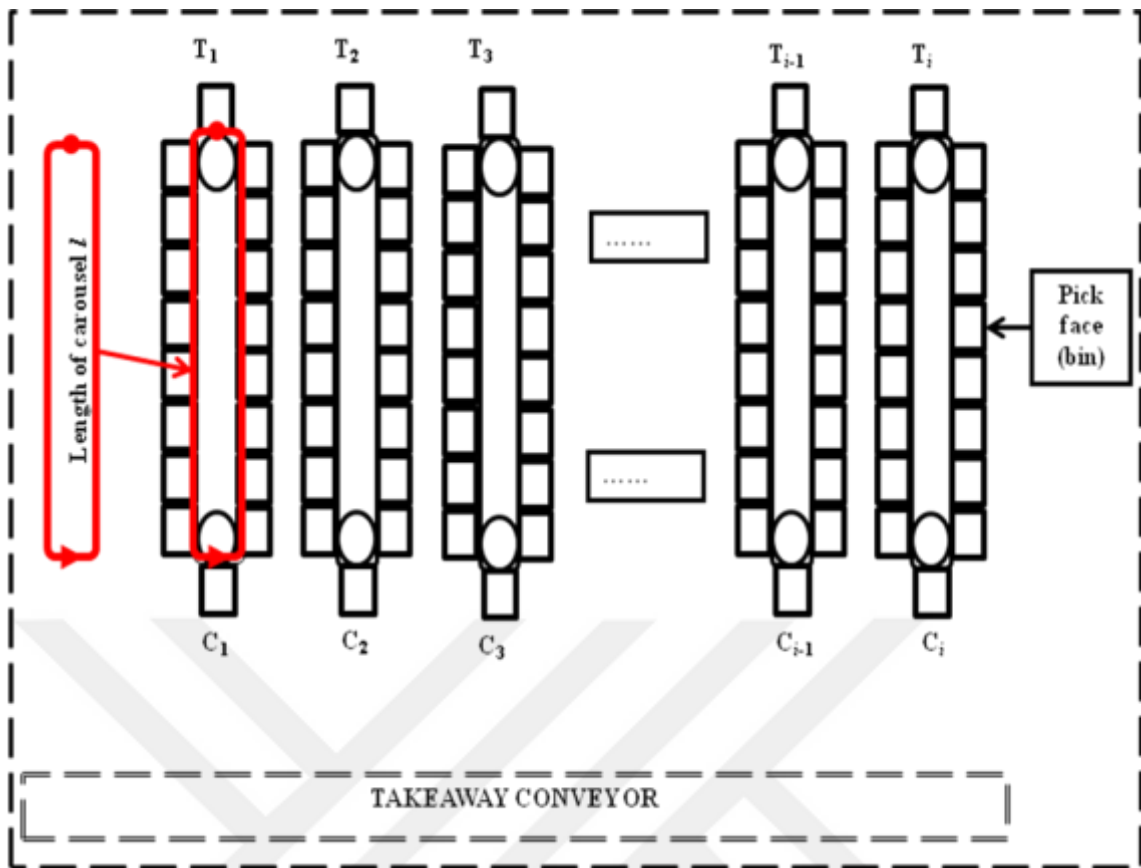 T1
T2
T3
Ti-1
Ti
Length of carousel l
......
Pick
face
(bin)
......
C1
C2
C3
Ci-1
Ci
TAKEAWAY CONVEYOR